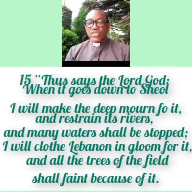 15 "Thus says the Lord God;
When it goes down to Sheol
I will make the deep mourn fo it,
and restrain its rivers,
and many waters shall be stopped;
I will clothe Lebanon in gloom for it,
and all the trees of the field
shall faint because of it.